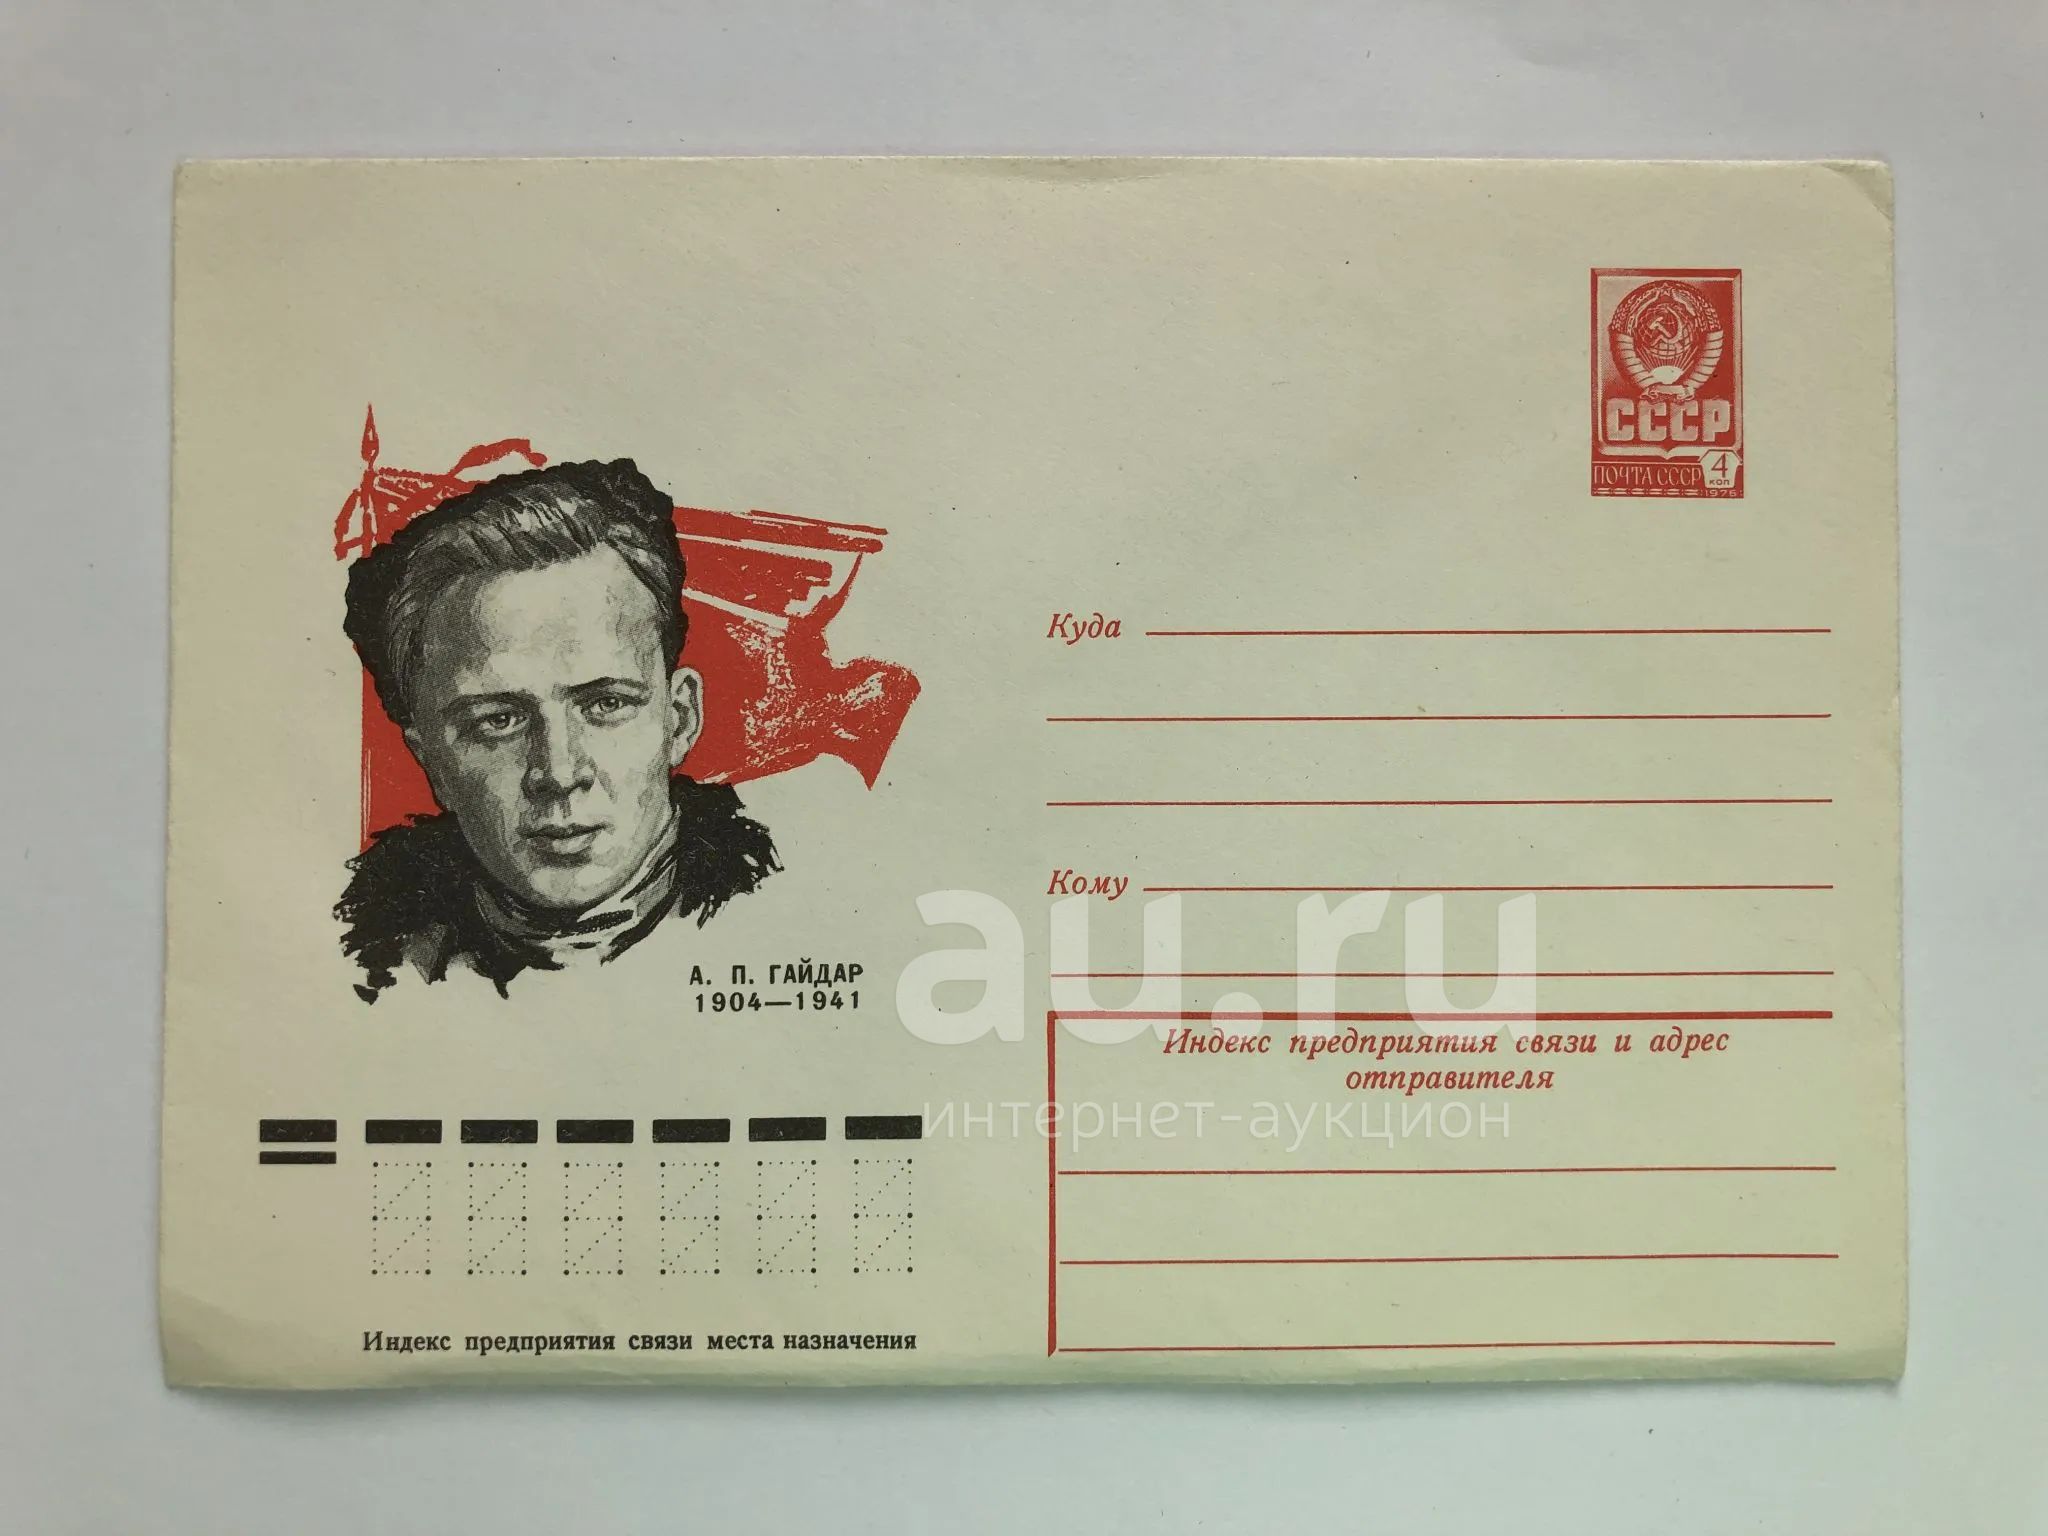 СССР
ПОЧТА СССР 4
КОП
1976
Куда
Кому
А. П. ГАЙДАР
1904—1941
au.ru
Индекс предприятия связи и адрес
отправителя
интернет-аукцион
Индекс предприятия связи места назначения